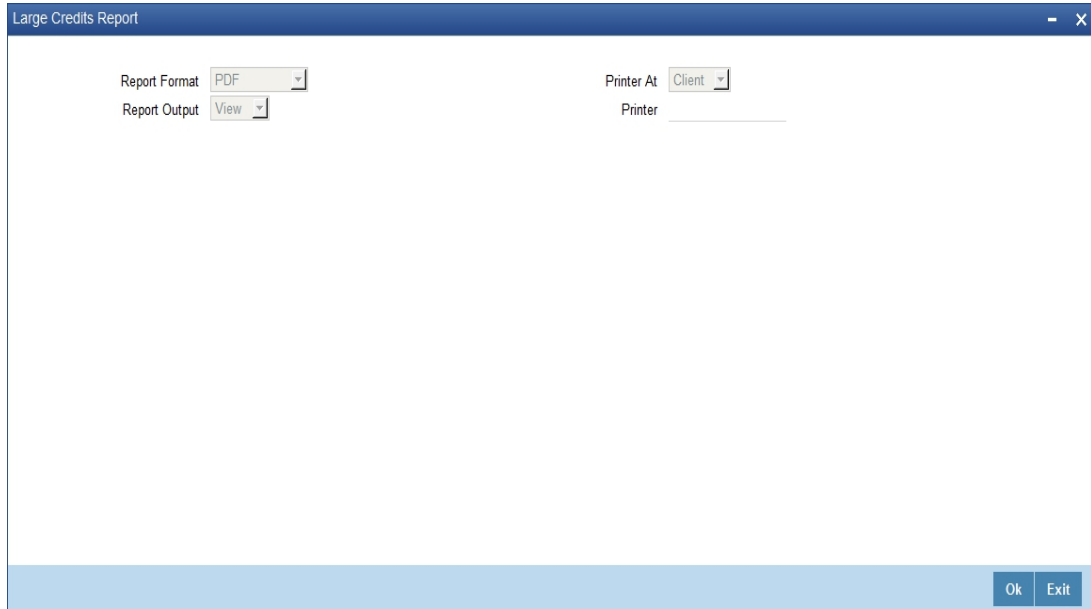 Large Credits Report
Report Format PDF Printer At Client
Report Output View Printer
Ok Exit